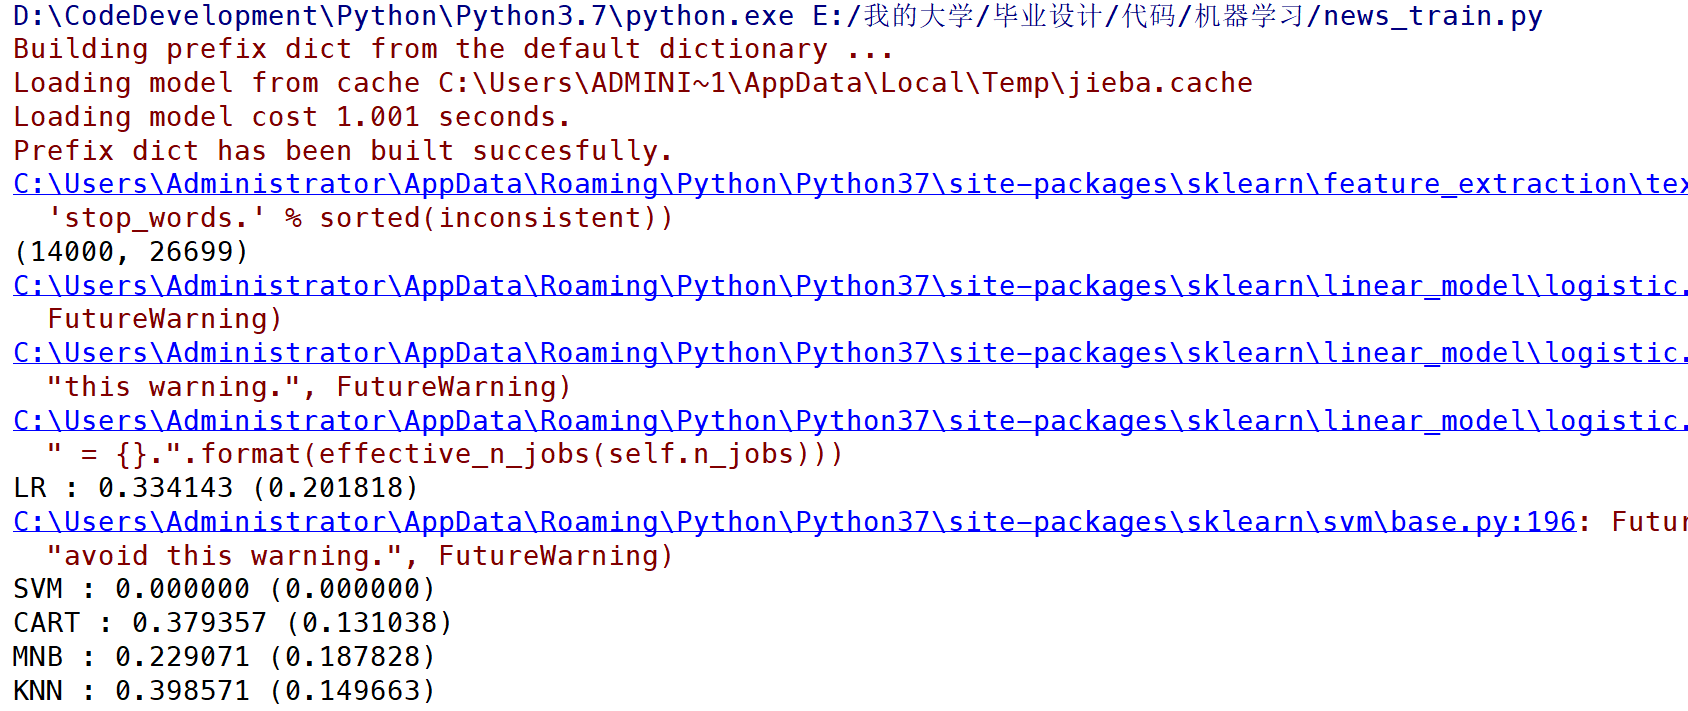 D:\CodeDevelopment\Python\Python3.7\python.exe E:/我的大学/毕业设计/代码/机器学习/news_train.py
Building prefix dict from the default dictionary ...
Loading model from cache C:\Users\ADMINI~1\AppData\Local\Temp\jieba.cache
Loading model cost 1.001 seconds.
Prefix dict has been built succesfully.
C:\Users\Administrator\AppData\Roaming\Python\Python37\site-packages\sklearn\feature_extraction\tex
'stop_words.' % sorted(inconsistent))
(14000, 26699)
C:\Users\Administrator\AppData\Roaming\Python\Python37\site-packages\sklearn\linear_model\logistic.
FutureWarning)
C:\Users\Administrator\AppData\Roaming\Python\Python37\site-packages\sklearn\linear_model\logistic.
"this warning.", FutureWarning)
C:\Users\Administrator\AppData\Roaming\Python\Python37\site-packages\sklearn\linear_model\logistic.
" = {}.".format(effective_n_jobs(self.n_jobs)))
LR : 0.334143 (0.201818)
C:\Users\Administrator\AppData\Roaming\Python\Python37\site-packages\sklearn\svm\base.py:196: Futur
"avoid this warning.", FutureWarning)
SVM : 0.000000 (0.000000)
CART : 0.379357 (0.131038)
MNB : 0.229071 (0.187828)
KNN : 0.398571 (0.149663)